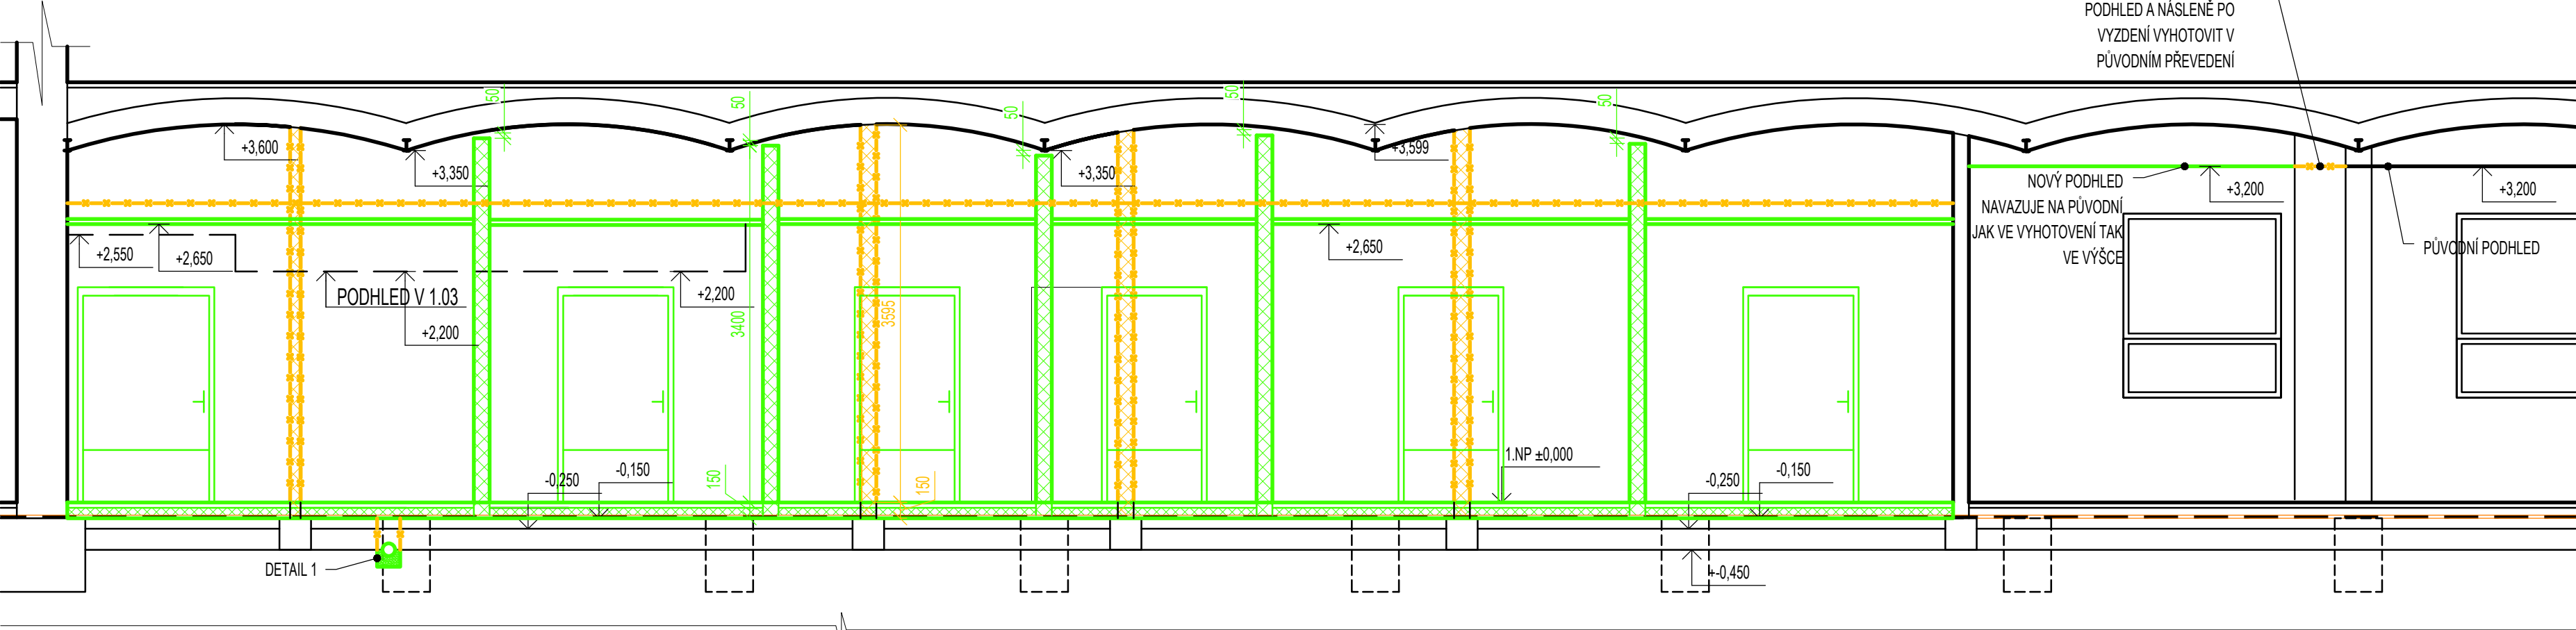 PODHLED A NÁSLENĚ PO
VYZDENÍ VYHOTOVIT V
PŮVODNÍM PŘEVEDENÍ
50
50
50
50
50
+3,600
+3,350
+3,350
+3,599
NOVÝ PODHLED
NAVAZUJE NA PŮVODNÍ
JAK VE VYHOTOVENÍ TAK
VE VÝŠCE
+3,200
+3,200
PŮVODNÍ PODHLED
+2,550
+2,650
+2,650
PODHLED V 1.03
+2,200
+2,200
3400
3595
-0,250
-0,150
150
150
1.NP ±0,000
-0,250
-0,150
DETAIL 1
+-0,450